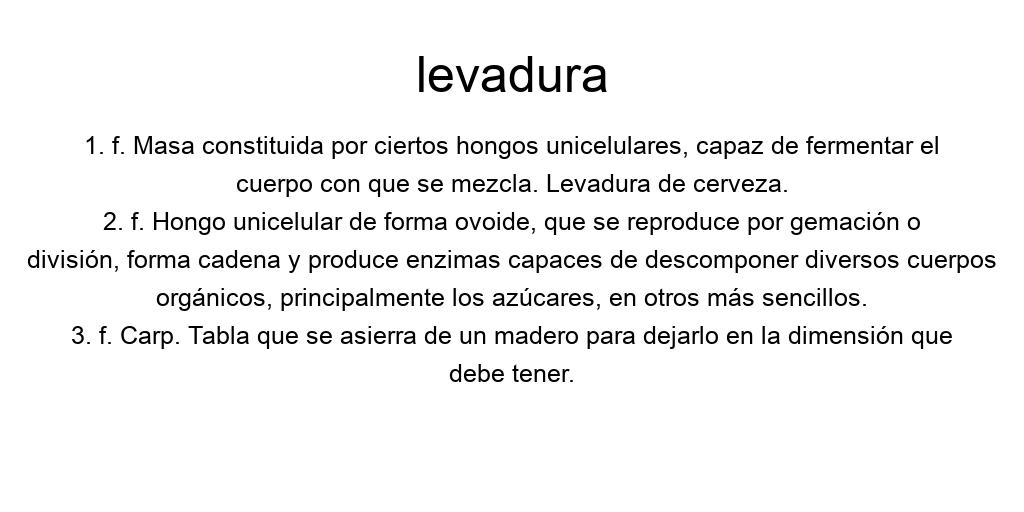 levadura
1. f. Masa constituida por ciertos hongos unicelulares, capaz de fermentar el
cuerpo con que se mezcla. Levadura de cerveza.
2. f. Hongo unicelular de forma ovoide, que se reproduce por gemación o
división, forma cadena y produce enzimas capaces de descomponer diversos cuerpos
orgánicos, principalmente los azúcares, en otros más sencillos.
3. f. Carp. Tabla que se asierra de un madero para dejarlo en la dimensión que
debe tener.